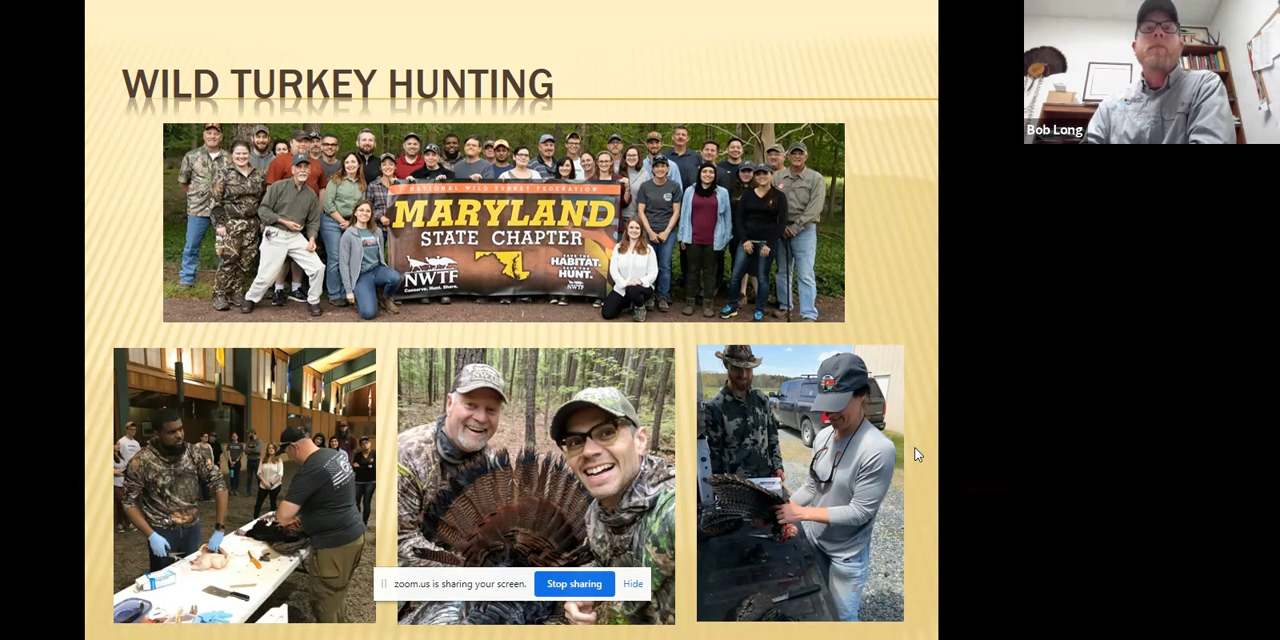 WILD TURKEY HUNTING
Bob Long
NATIONAL WILD TURKEY FEDERATION
MARYLAND
STATE CHAPTER
NWTF
Conserve. Hunt. Share.
SAVE THE
HABITAT.
SAVE THE
HUNT.
NWTF
zoom.us is sharing your screen.
Stop sharing
Hide